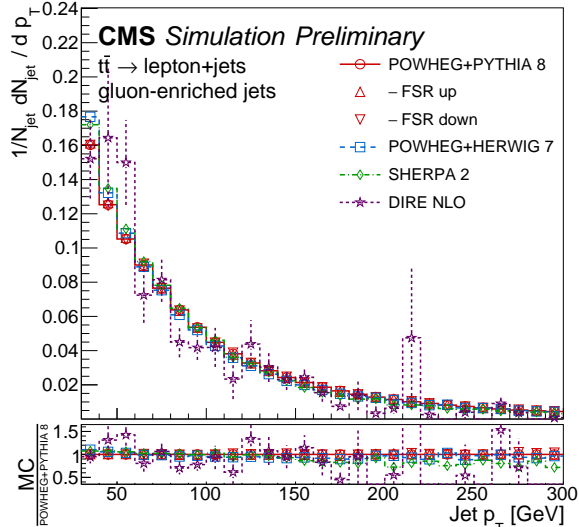 CMS Simulation Preliminary
tt̄ → lepton+jets
gluon-enriched jets
POWHEG+PYTHIA 8
– FSR up
– FSR down
POWHEG+HERWIG 7
SHERPA 2
DIRE NLO
1/N_jet dN_jet / d p_T
0.24
0.22
0.2
0.18
0.16
0.14
0.12
0.1
0.08
0.06
0.04
0.02
MC
POWHEG+PYTHIA 8
1.5
1
0.5
50 100 150 200 250 300
Jet p_T [GeV]